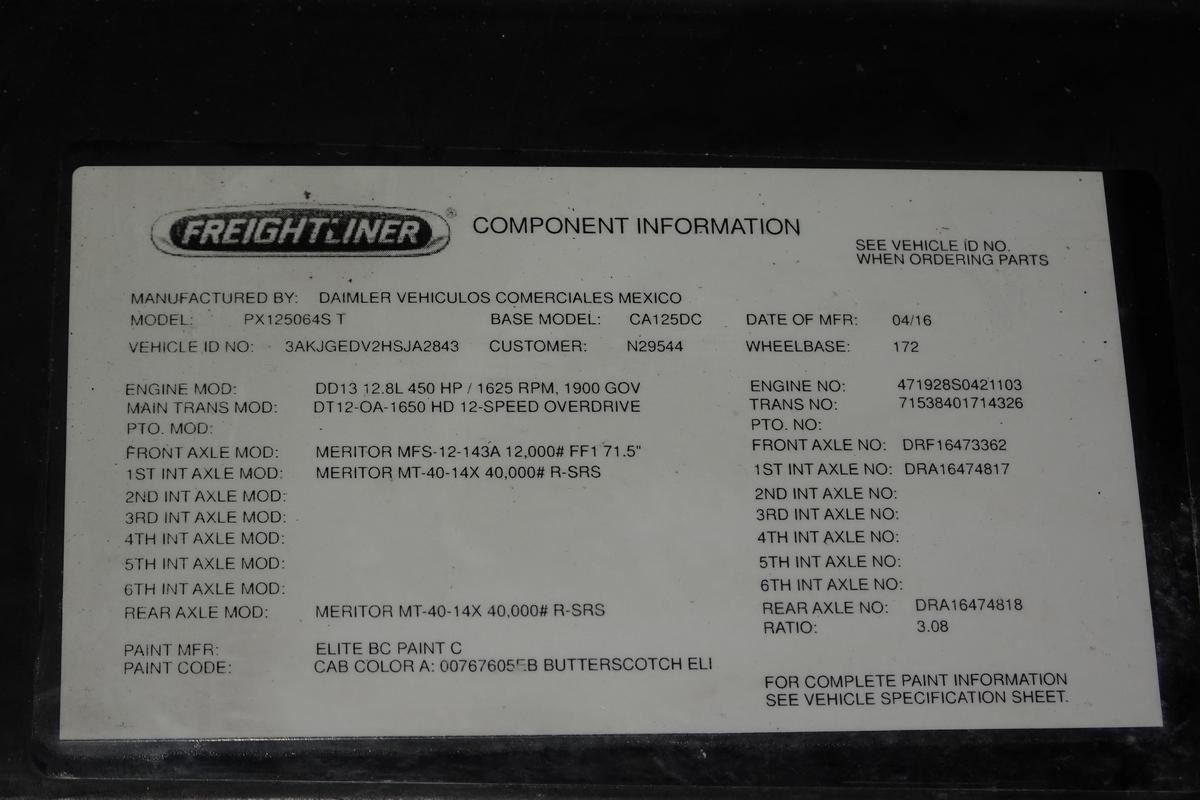 FREIGHTLINER® COMPONENT INFORMATION
SEE VEHICLE ID NO.
WHEN ORDERING PARTS
MANUFACTURED BY: DAIMLER VEHICULOS COMERCIALES MEXICO
MODEL: PX125064S T BASE MODEL: CA125DC DATE OF MFR: 04/16
VEHICLE ID NO: 3AKJGEDV2HSJA2843 CUSTOMER: N29544 WHEELBASE: 172
ENGINE MOD: DD13 12.8L 450 HP / 1625 RPM, 1900 GOV ENGINE NO: 471928S0421103
MAIN TRANS MOD: DT12-OA-1650 HD 12-SPEED OVERDRIVE TRANS NO: 71538401714326
PTO. MOD: PTO. NO:
FRONT AXLE MOD: MERITOR MFS-12-143A 12,000# FF1 71.5" FRONT AXLE NO: DRF16473362
1ST INT AXLE MOD: MERITOR MT-40-14X 40,000# R-SRS 1ST INT AXLE NO: DRA16474817
2ND INT AXLE MOD: 2ND INT AXLE NO:
3RD INT AXLE MOD: 3RD INT AXLE NO:
4TH INT AXLE MOD: 4TH INT AXLE NO:
5TH INT AXLE MOD: 5TH INT AXLE NO:
6TH INT AXLE MOD: 6TH INT AXLE NO:
REAR AXLE MOD: MERITOR MT-40-14X 40,000# R-SRS REAR AXLE NO: DRA16474818
RATIO: 3.08
PAINT MFR: ELITE BC PAINT C
PAINT CODE: CAB COLOR A: BUTTERSCOTCH ELI
FOR COMPLETE PAINT INFORMATION
SEE VEHICLE SPECIFICATION SHEET.